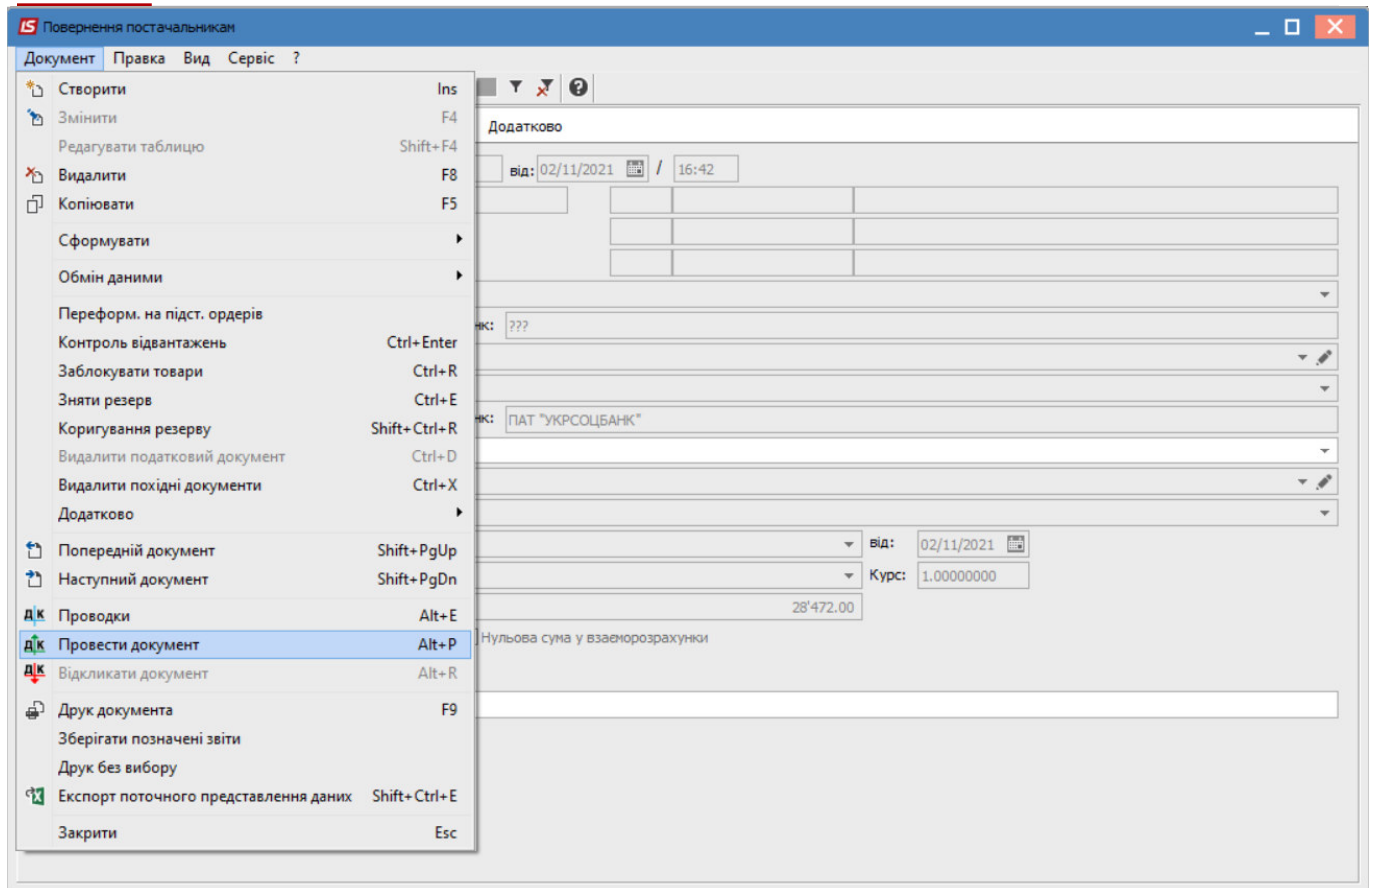 Повернення постачальникам
Документ Правка Вид Сервіс ?
Створити Ins
Змінити F4
Редагувати таблицю Shift+F4
Видалити F8
Копіювати F5
Сформувати
Обмін даними
Переформ. на підст. ордерів
Контроль відвантажень Ctrl+Enter
Заблокувати товари Ctrl+R
Зняти резерв Ctrl+E
Коригування резерву Shift+Ctrl+R
Видалити податковий документ Ctrl+D
Видалити похідні документи Ctrl+X
Додатково
Попередній документ Shift+PgUp
Наступний документ Shift+PgDn
Проводки Alt+E
Провести документ Alt+P
Відкликати документ Alt+R
Друк документа F9
Зберігати позначені звіти
Друк без вибору
Експорт поточного представлення даних Shift+Ctrl+E
Закрити Esc
Додатково
від: 02/11/2021 / 16:42
нк: ???
нк: ПАТ "УКРСОЦБАНК"
від: 02/11/2021
Курс: 1.00000000
28'472.00
Нульова сума у взаєморозрахунки